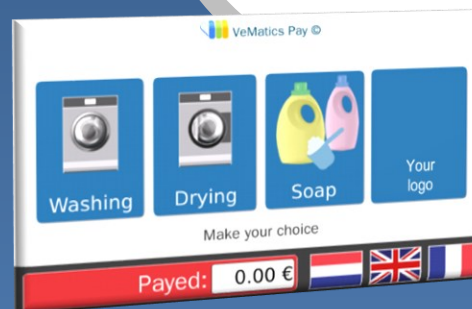 VeMatics Pay ©
Washing
Drying
Soap
Your
logo
Make your choice
Payed:
0.00 €